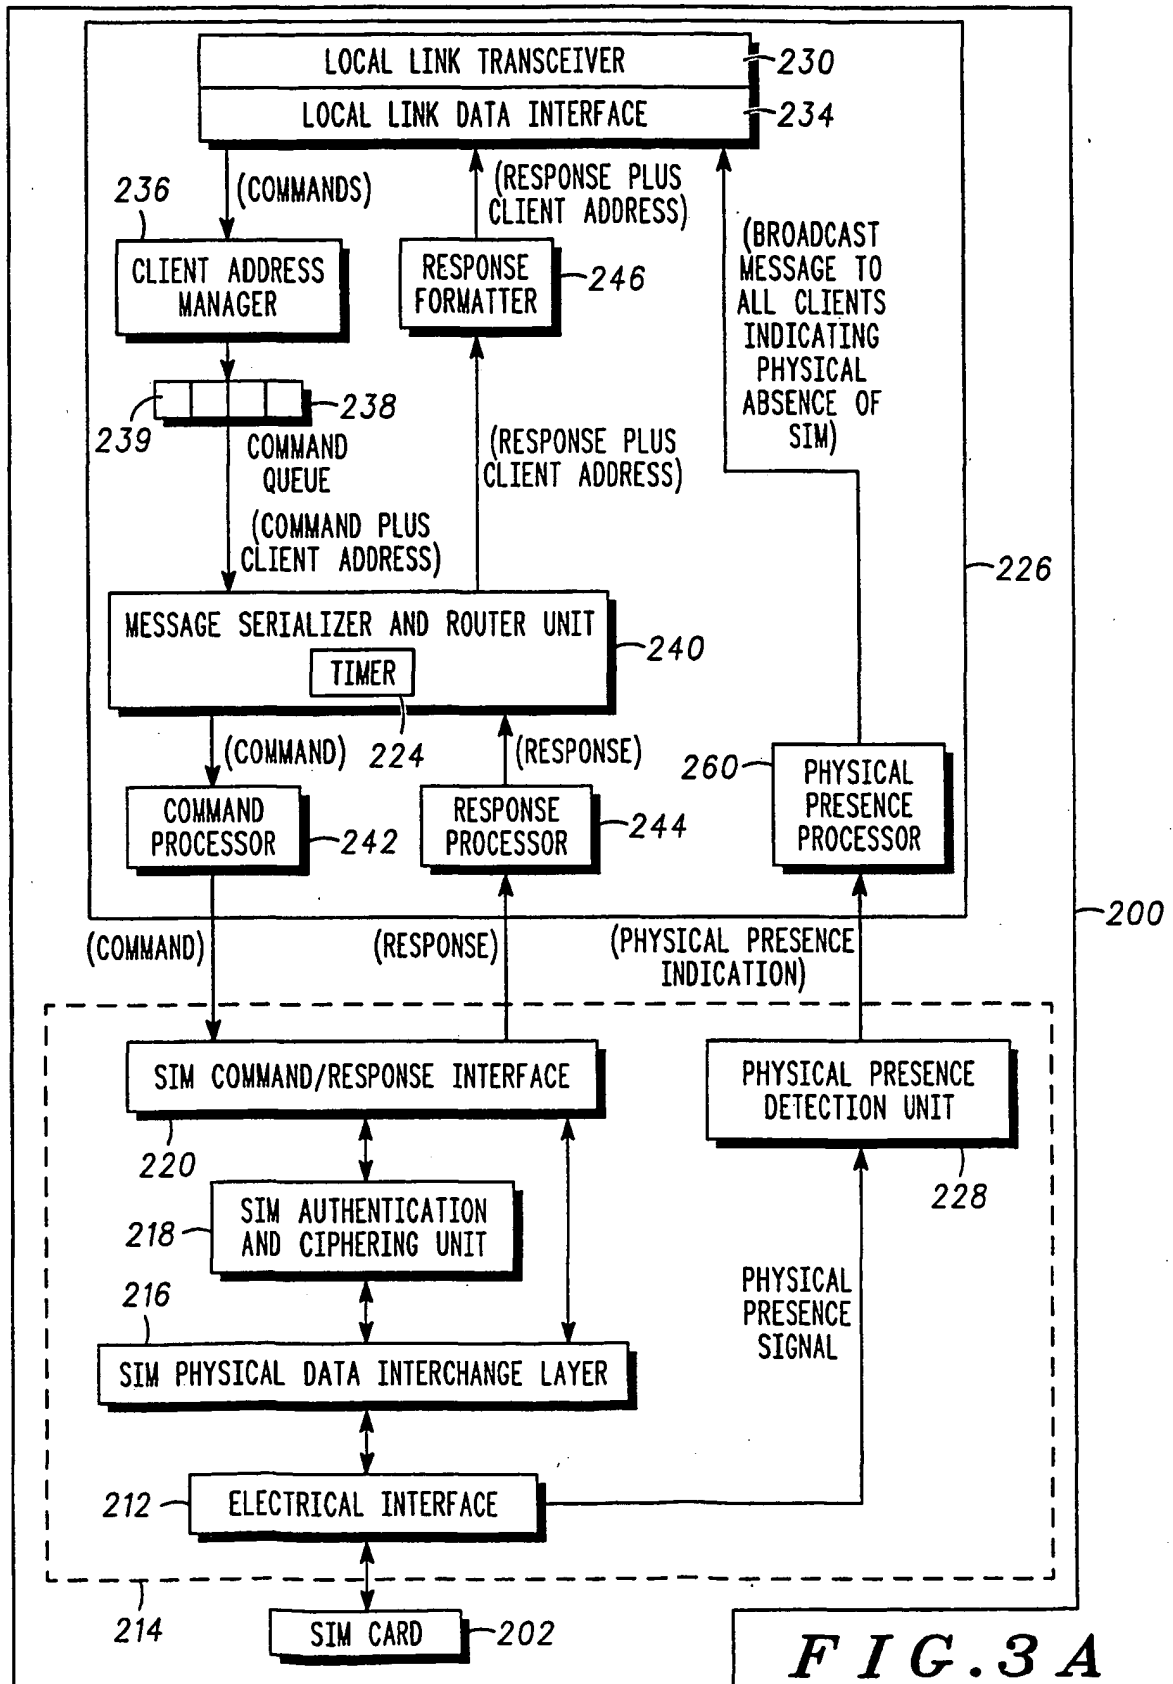 LOCAL LINK TRANSCEIVER
230
LOCAL LINK DATA INTERFACE
234
236
(COMMANDS)
(RESPONSE PLUS
CLIENT ADDRESS)
CLIENT ADDRESS
MANAGER
RESPONSE
FORMATTER
246
(BROADCAST
MESSAGE TO
ALL CLIENTS
INDICATING
PHYSICAL
ABSENCE OF
SIM)
239
238
COMMAND
QUEUE
(RESPONSE PLUS
CLIENT ADDRESS)
(COMMAND PLUS
CLIENT ADDRESS)
226
MESSAGE SERIALIZER AND ROUTER UNIT
240
TIMER
224
(COMMAND)
(RESPONSE)
260
PHYSICAL
PRESENCE
PROCESSOR
COMMAND
PROCESSOR
242
RESPONSE
PROCESSOR
244
200
(COMMAND)
(RESPONSE)
(PHYSICAL PRESENCE
INDICATION)
SIM COMMAND/RESPONSE INTERFACE
220
PHYSICAL PRESENCE
DETECTION UNIT
228
218
SIM AUTHENTICATION
AND CIPHERING UNIT
216
SIM PHYSICAL DATA INTERCHANGE LAYER
PHYSICAL
PRESENCE
SIGNAL
212
ELECTRICAL INTERFACE
214
SIM CARD
202
FIG.3A